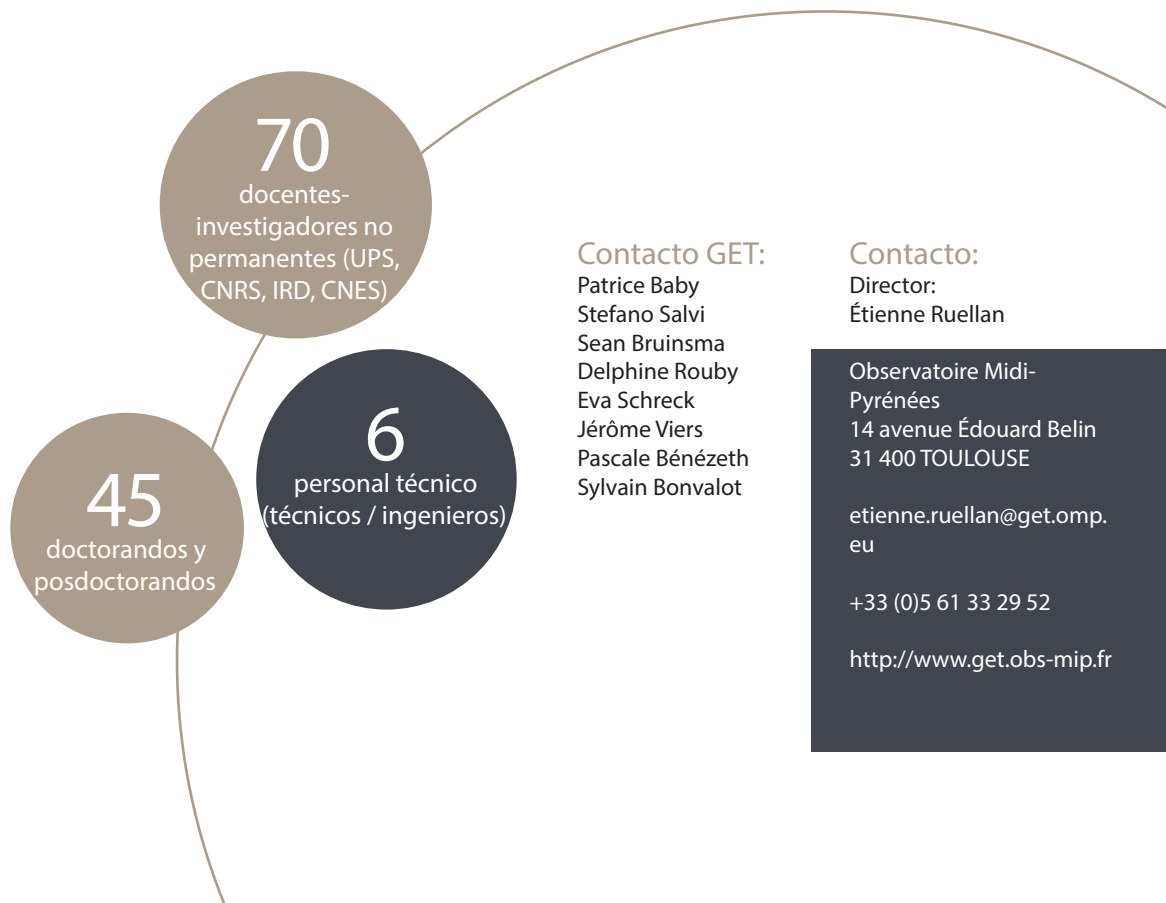 70
docentes-
investigadores no
permanentes (UPS,
CNRS, IRD, CNES)
6
personal técnico
(técnicos / ingenieros)
45
doctorandos y
posdoctorandos
Contacto GET:
Patrice Baby
Stefano Salvi
Sean Bruinsma
Delphine Rouby
Eva Schreck
Jérôme Viers
Pascale Bénézeth
Sylvain Bonvalot
Contacto:
Director:
Étienne Ruellan
Observatoire Midi-
Pyrénées
14 avenue Édouard Belin
31 400 TOULOUSE
etienne.ruellan@get.omp.
eu
+33 (0)5 61 33 29 52
http://www.get.obs-mip.fr